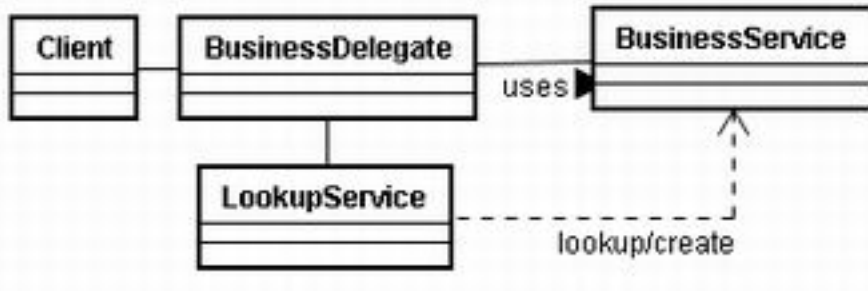 Client
BusinessDelegate
BusinessService
uses
LookupService
lookup/create